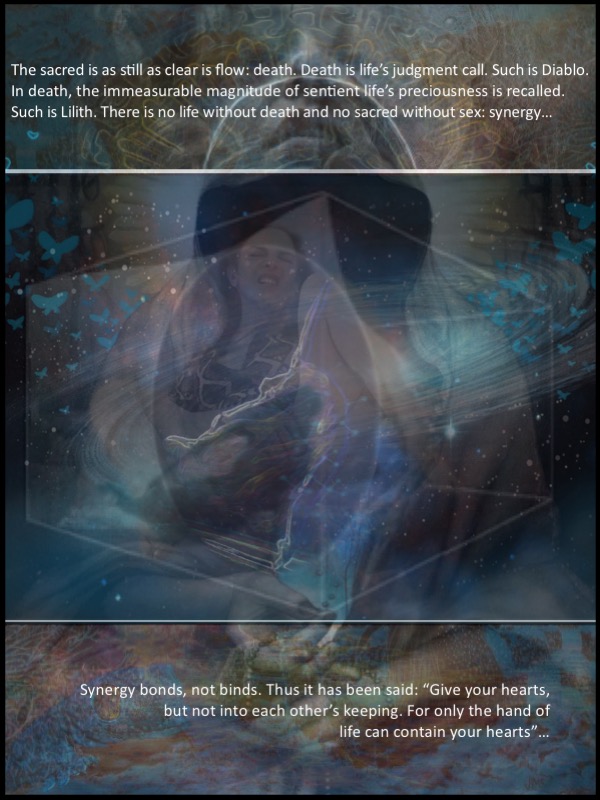 The sacred is as still as clear is flow: death. Death is life’s judgment call. Such is Diablo.
In death, the immeasurable magnitude of sentient life’s preciousness is recalled.
Such is Lilith. There is no life without death and no sacred without sex: synergy…
Synergy bonds, not binds. Thus it has been said: “Give your hearts,
but not into each other’s keeping. For only the hand of
life can contain your hearts”…